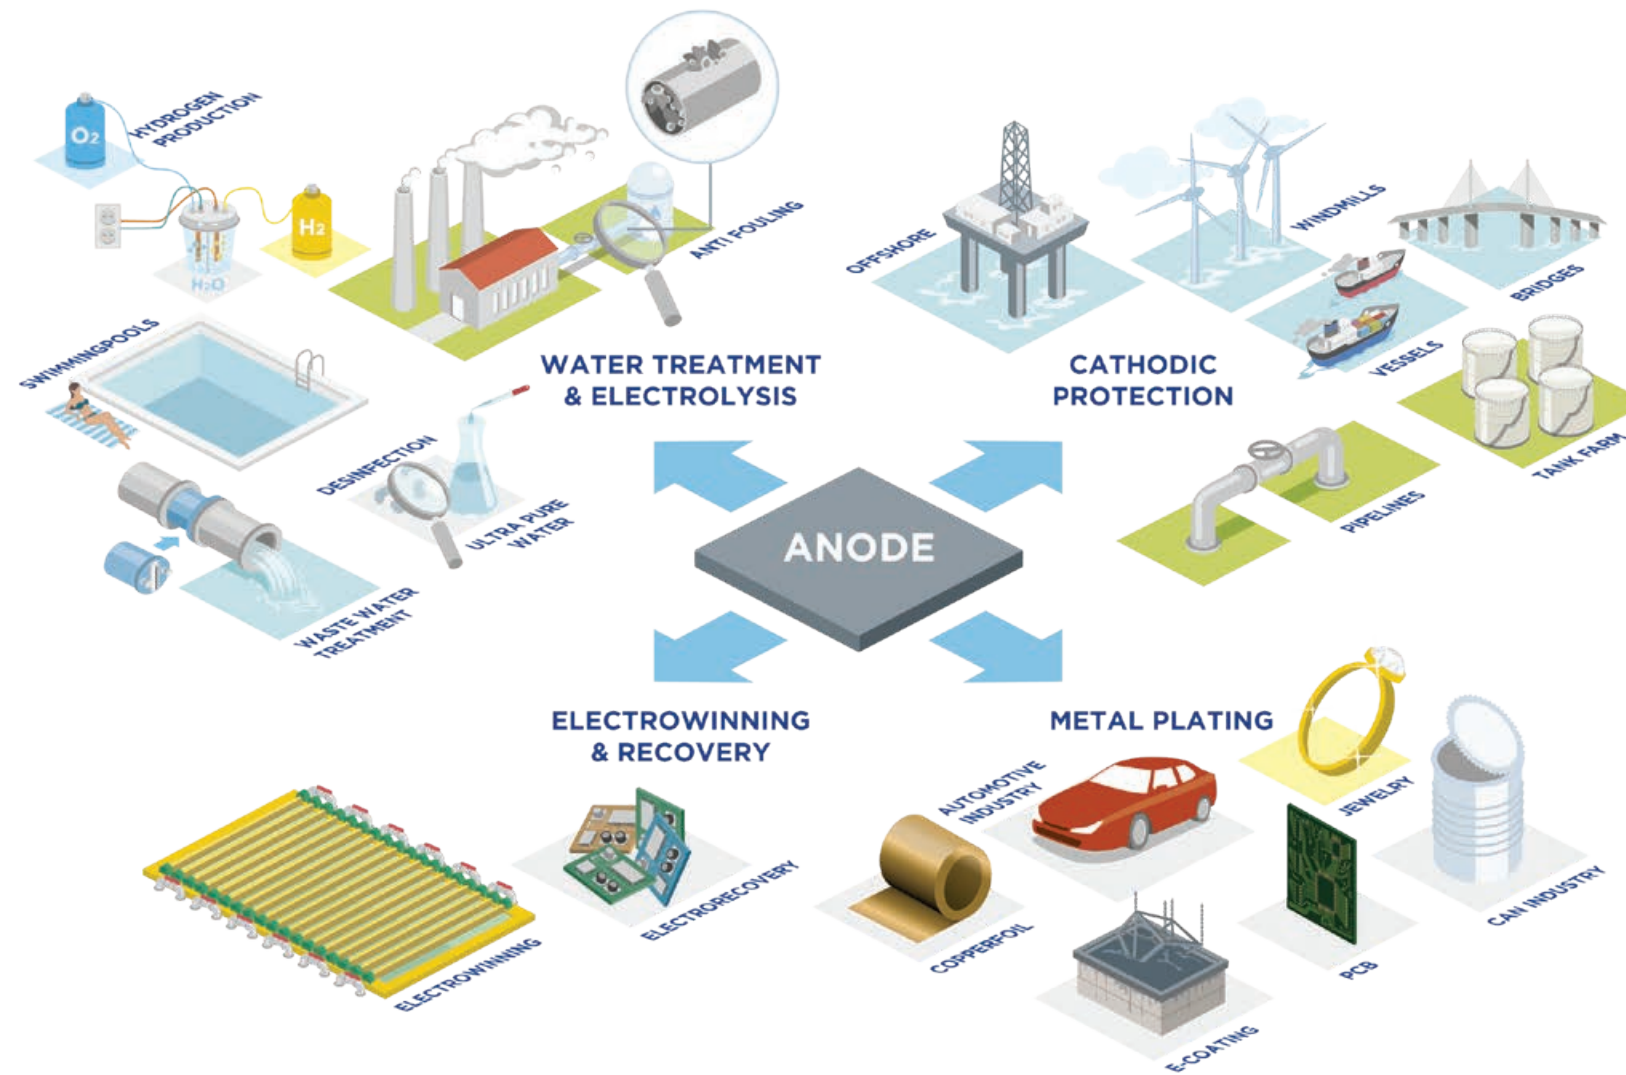 O2
HYDROGEN
PRODUCTION
H2
H2O
ANTI FOULING
SWIMMINGPOOLS
WATER TREATMENT
& ELECTROLYSIS
DESINFECTION
ULTRA PURE
WATER
WASTE WATER
TREATMENT
OFFSHORE
WINDMILLS
BRIDGES
VESSELS
CATHODIC
PROTECTION
TANK FARM
PIPELINES
ANODE
ELECTROWINNING
& RECOVERY
ELECTROWINNING
ELECTRORECOVERY
METAL PLATING
AUTOMOTIVE
INDUSTRY
JEWELRY
COPPERFOIL
CAN INDUSTRY
PCB
E-COATING